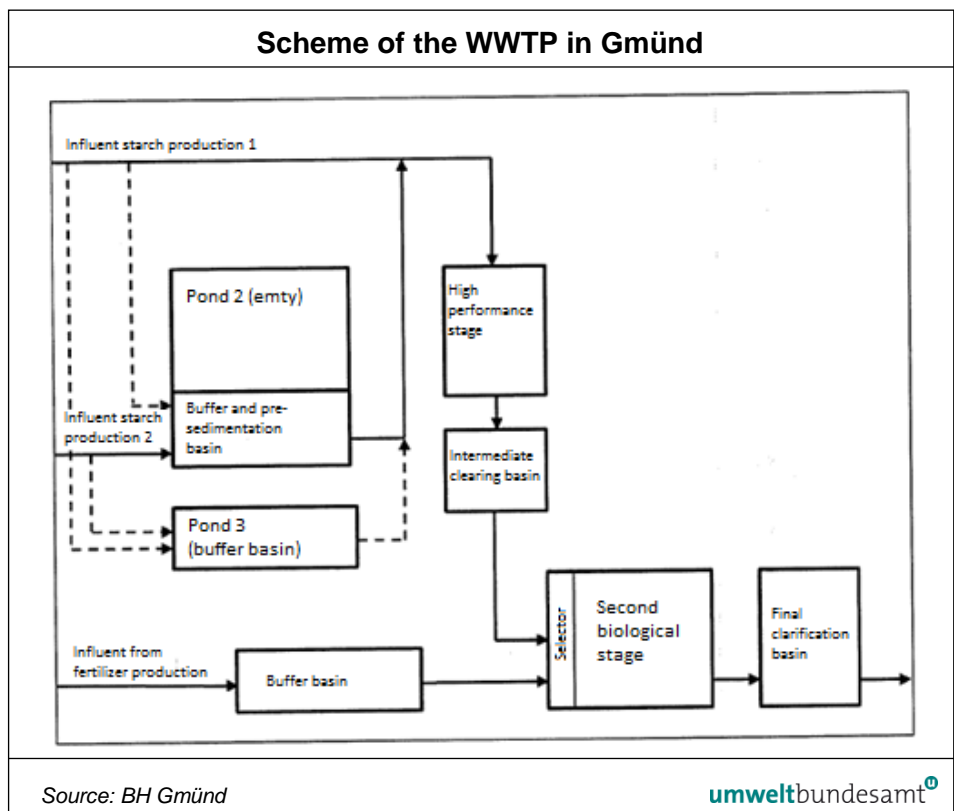 Scheme of the WWTP in Gmünd
Influent starch production 1
Pond 2 (emty)
High
performance
stage
Buffer and pre-
sedimentation
basin
Influent starch
production 2
Intermediate
clearing basin
Pond 3
(buffer basin)
Selector
Second
biological
stage
Final
clarification
basin
Influent from
fertilizer production
Buffer basin
Source: BH Gmünd
umweltbundesamt
u